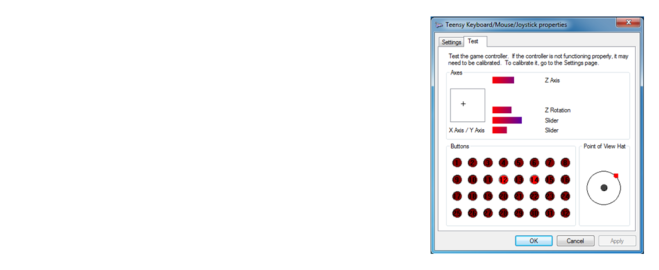 Teensy Keyboard/Mouse/Joystick properties
Settings Test
Test the game controller. If the controller is not functioning properly, it may
need to be calibrated. To calibrate it, go to the Settings page.
Axes
Z Axis
Z Rotation
Slider
X Axis / Y Axis
Slider
Buttons
Point of View Hat
12 14
OK Cancel Apply